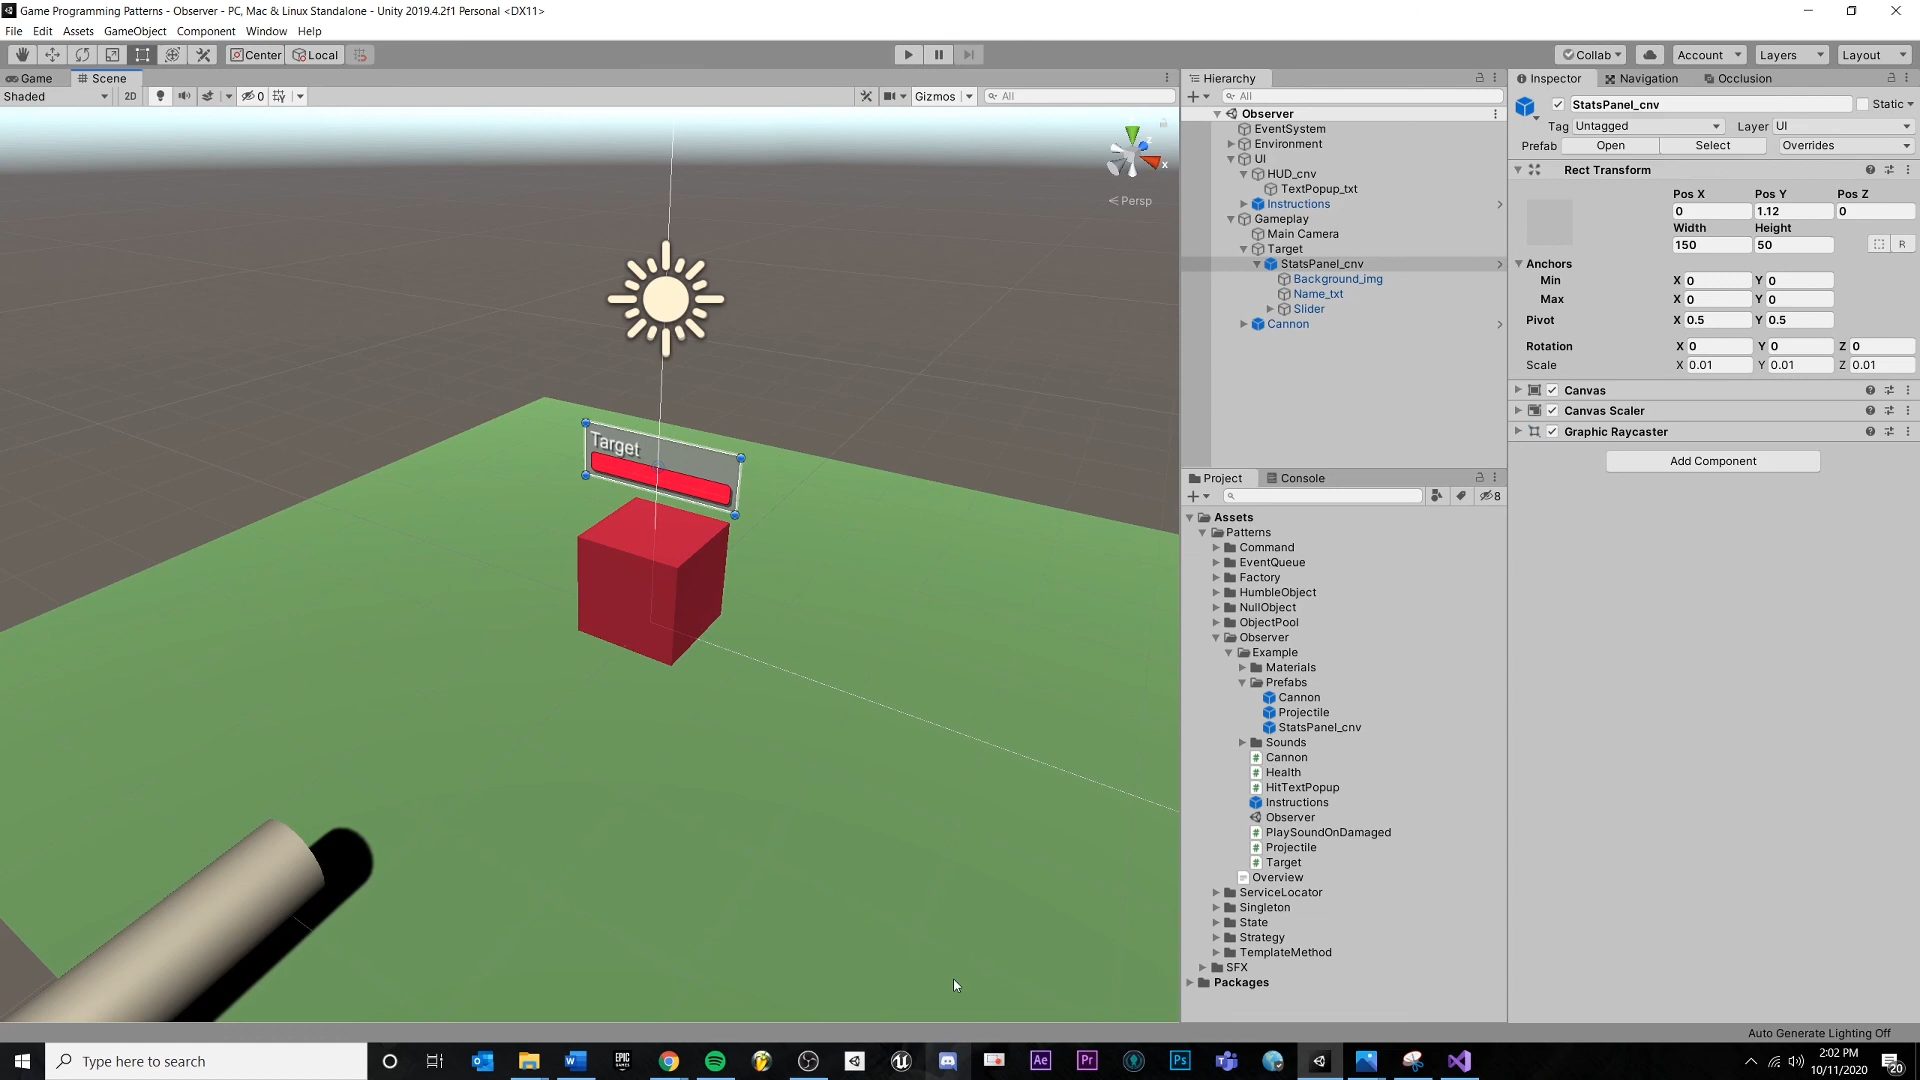 Game Programming Patterns - Observer - PC, Mac & Linux Standalone - Unity 2019.4.2f1 Personal <DX11>
File Edit Assets GameObject Component Window Help
Center Local
Collab Account Layers Layout
Game Scene
Shaded 2D 0 Gizmos All
Persp
x
Target
Hierarchy
All
Observer
EventSystem
Environment
UI
HUD_cnv
TextPopup_txt
Instructions
Gameplay
Main Camera
Target
StatsPanel_cnv
Background_img
Name_txt
Slider
Cannon
Project Console
8
Assets
Patterns
Command
EventQueue
Factory
HumbleObject
NullObject
ObjectPool
Observer
Example
Materials
Prefabs
Cannon
Projectile
StatsPanel_cnv
Sounds
Cannon
Health
HitTextPopup
Instructions
Observer
PlaySoundOnDamaged
Projectile
Target
Overview
ServiceLocator
Singleton
State
Strategy
TemplateMethod
SFX
Packages
Inspector Navigation Occlusion
StatsPanel_cnv Static
Tag Untagged Layer UI
Prefab Open Select Overrides
Rect Transform
Pos X Pos Y Pos Z
0 1.12 0
Width Height
150 50 R
Anchors
Min X 0 Y 0
Max X 0 Y 0
Pivot X 0.5 Y 0.5
Rotation X 0 Y 0 Z 0
Scale X 0.01 Y 0.01 Z 0.01
Canvas
Canvas Scaler
Graphic Raycaster
Add Component
Auto Generate Lighting Off
Type here to search
EPIC GAMES
Ae Pr Ps
2:02 PM
10/11/2020
20